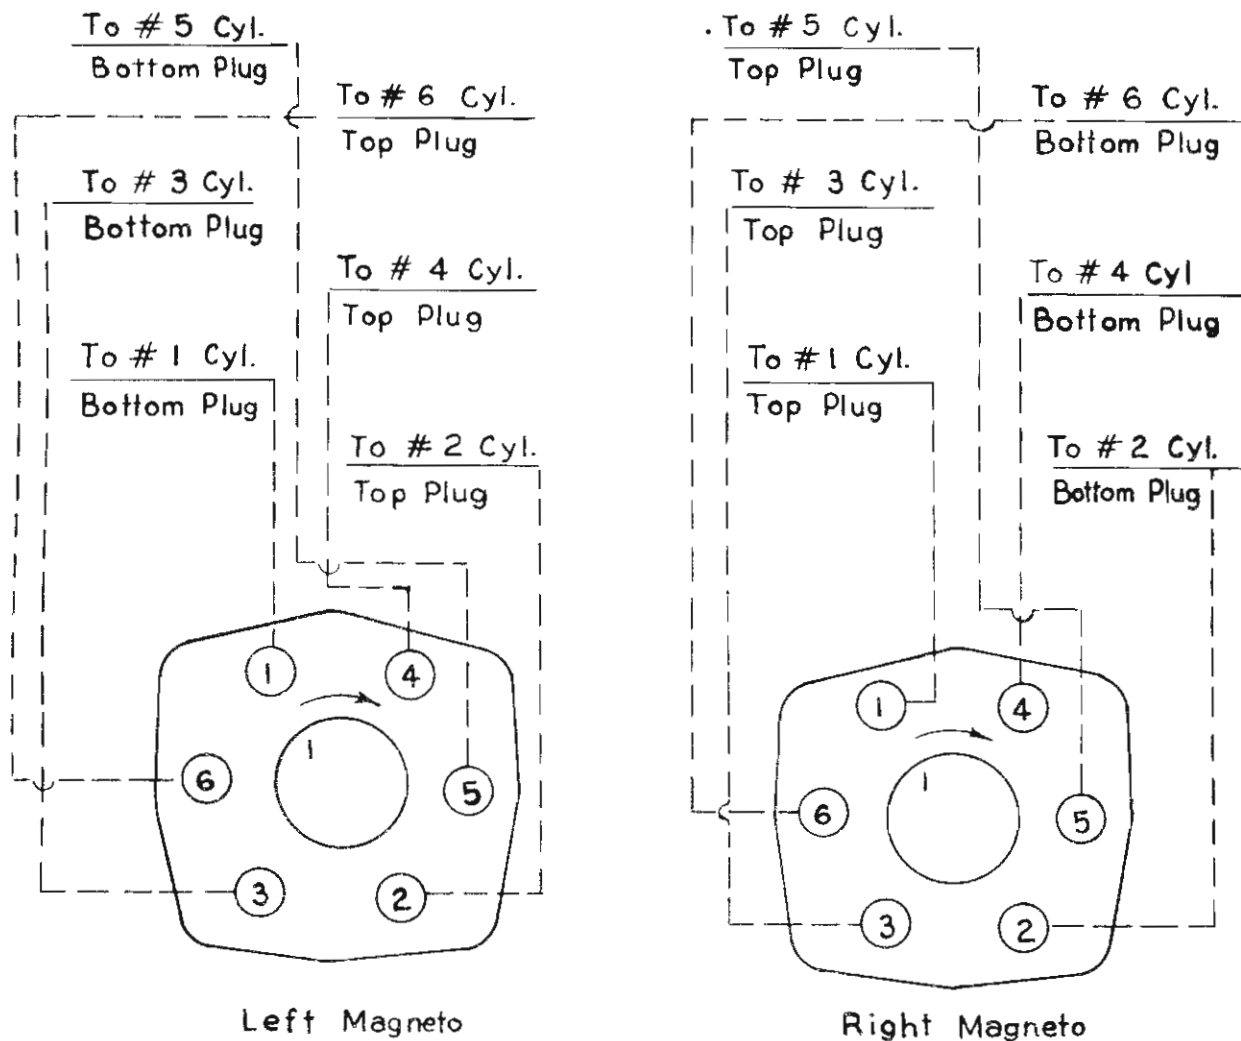 To # 5 Cyl.
Bottom Plug
To # 6 Cyl.
Top Plug
To # 3 Cyl.
Bottom Plug
To # 4 Cyl.
Top Plug
To # 1 Cyl.
Bottom Plug
To # 2 Cyl.
Top Plug
1
4
1
6
5
3
2
Left Magneto
To # 5 Cyl.
Top Plug
To # 6 Cyl.
Bottom Plug
To # 3 Cyl.
Top Plug
To # 4 Cyl
Bottom Plug
To # 1 Cyl.
Top Plug
To # 2 Cyl.
Bottom Plug
1
4
1
6
5
3
2
Right Magneto